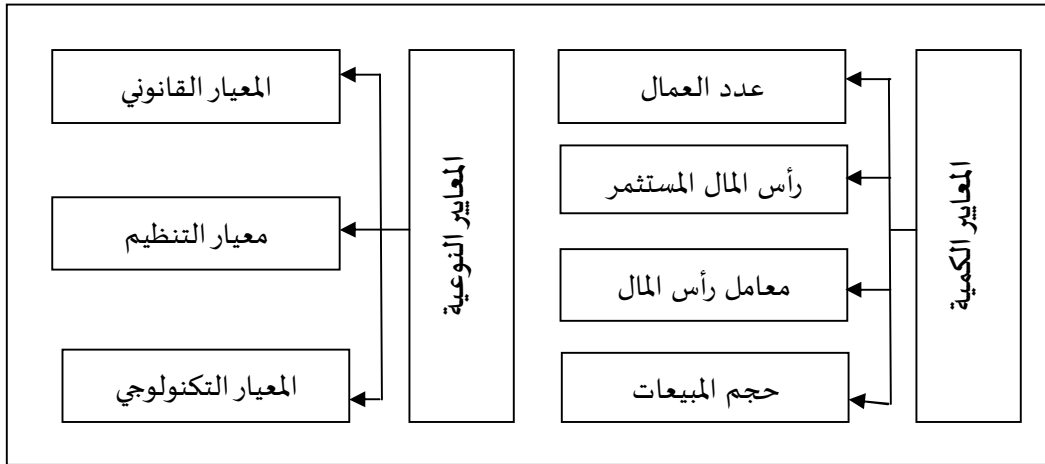 المعايير الكمية
عدد العمال
رأس المال المستثمر
معامل رأس المال
حجم المبيعات
المعايير النوعية
المعيار القانوني
معيار التنظيم
المعيار التكنولوجي